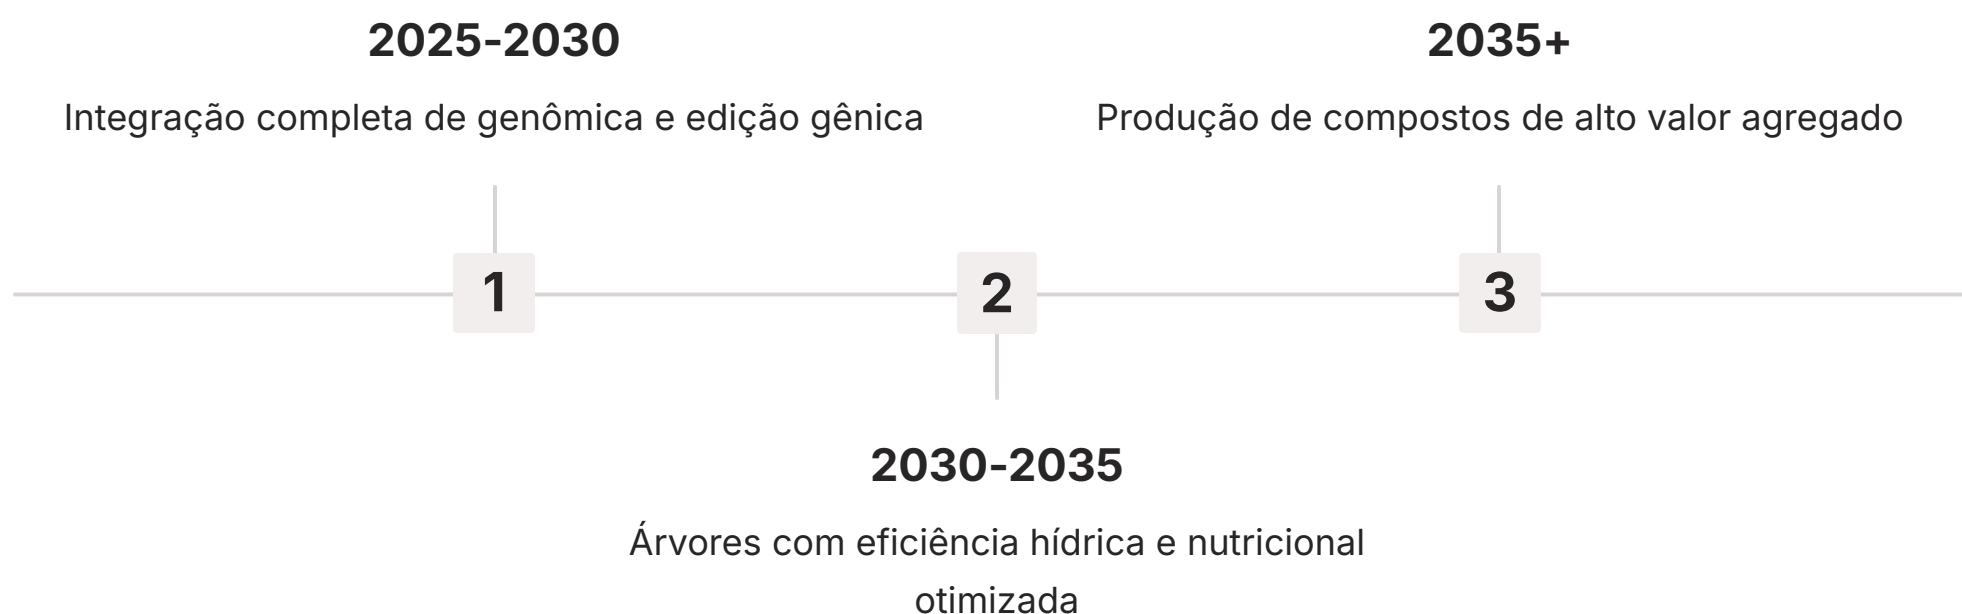 2025-2030
Integração completa de genômica e edição gênica
2035+
Produção de compostos de alto valor agregado
1
2
3
2030-2035
Árvores com eficiência hídrica e nutricional
otimizada